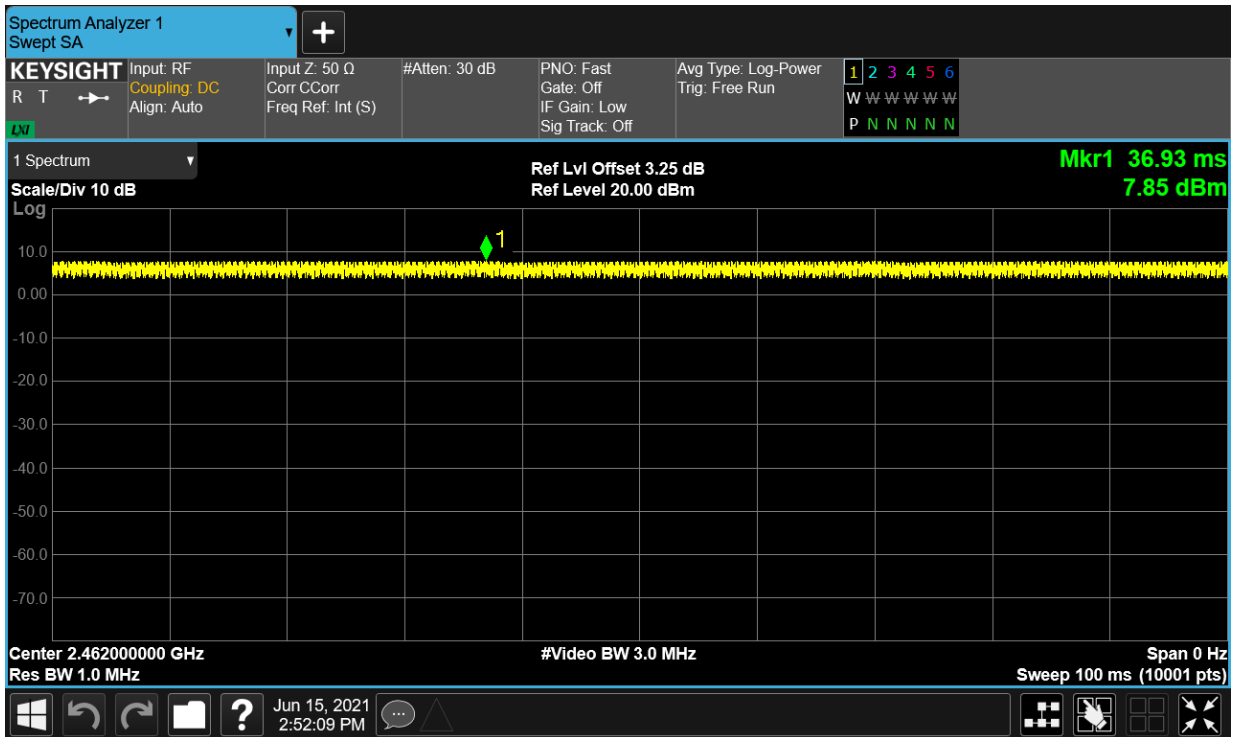 Spectrum Analyzer 1
Swept SA
KEYSIGHT
R T
LXI
Input: RF
Coupling: DC
Align: Auto
Input Z: 50 Ω
Corr CCorr
Freq Ref: Int (S)
#Atten: 30 dB
PNO: Fast
Gate: Off
IF Gain: Low
Sig Track: Off
Avg Type: Log-Power
Trig: Free Run
1 2 3 4 5 6
W W W W W W
P N N N N N
1 Spectrum
Scale/Div 10 dB
Log
Ref Lvl Offset 3.25 dB
Ref Level 20.00 dBm
Mkr1 36.93 ms
7.85 dBm
1
10.0
0.00
-10.0
-20.0
-30.0
-40.0
-50.0
-60.0
-70.0
Center 2.462000000 GHz
Res BW 1.0 MHz
#Video BW 3.0 MHz
Span 0 Hz
Sweep 100 ms (10001 pts)
?
Jun 15, 2021
2:52:09 PM